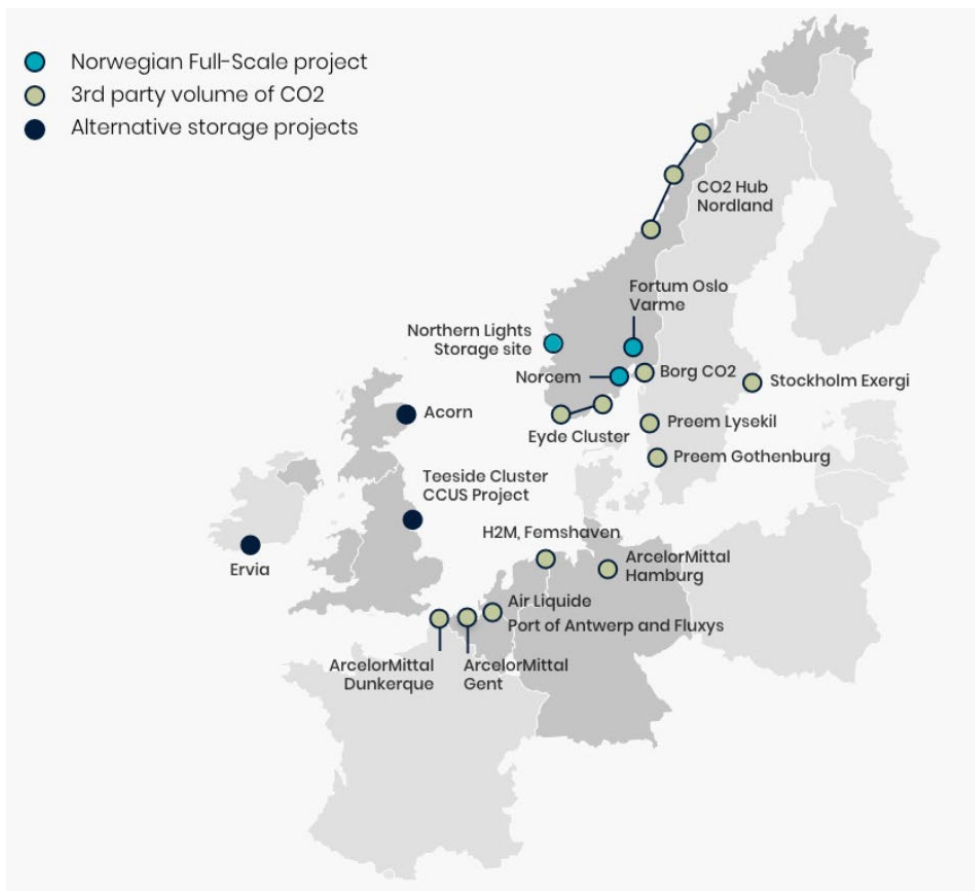 Norwegian Full-Scale project
3rd party volume of CO2
Alternative storage projects
CO2 Hub
Nordland
Fortum Oslo
Varme
Northern Lights
Storage site
Norcem
Borg CO2
Stockholm Exergi
Acorn
Eyde Cluster
Preem Lysekil
Preem Gothenburg
Teeside Cluster
CCUS Project
H2M, Femshaven
Ervia
ArcelorMittal
Hamburg
Air Liquide
Port of Antwerp and Fluxys
ArcelorMittal
Dunkerque
ArcelorMittal
Gent